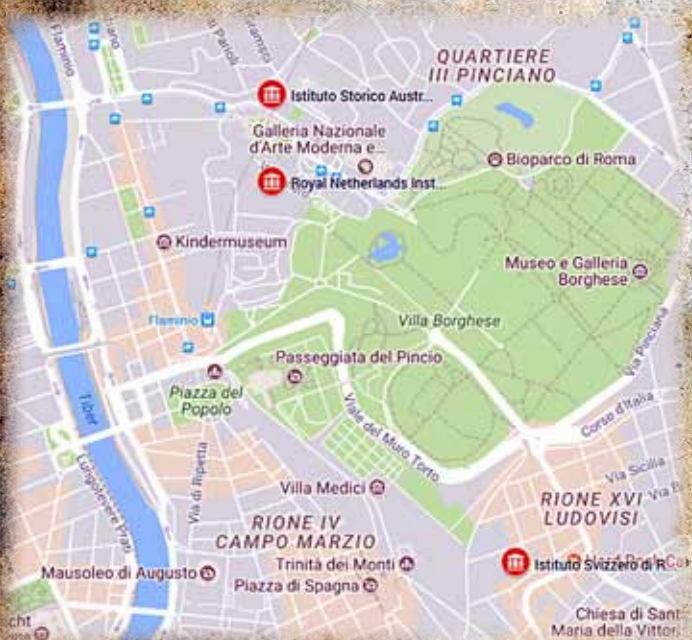 Flaminio
QUARTIERE
III PINCIANO
Istituto Storico Austr...
Galleria Nazionale
d'Arte Moderna e...
Bioparco di Roma
Royal Netherlands Inst...
Kindermuseum
Museo e Galleria
Borghese
Flaminio
Villa Borghese
Via Pinciana
Passeggiata del Pincio
Piazza del
Popolo
Tiber
Viale del Muro Torto
Corso d'Italia
Via di Ripetta
Lungotevere Prati
Via Sicilia
Villa Medici
RIONE XVI
LUDOVISI
RIONE IV
CAMPO MARZIO
Trinità dei Monti
Istituto Svizzero di R...
Mausoleo di Augusto
Piazza di Spagna
Chiesa di Sant
Maria della Vittor